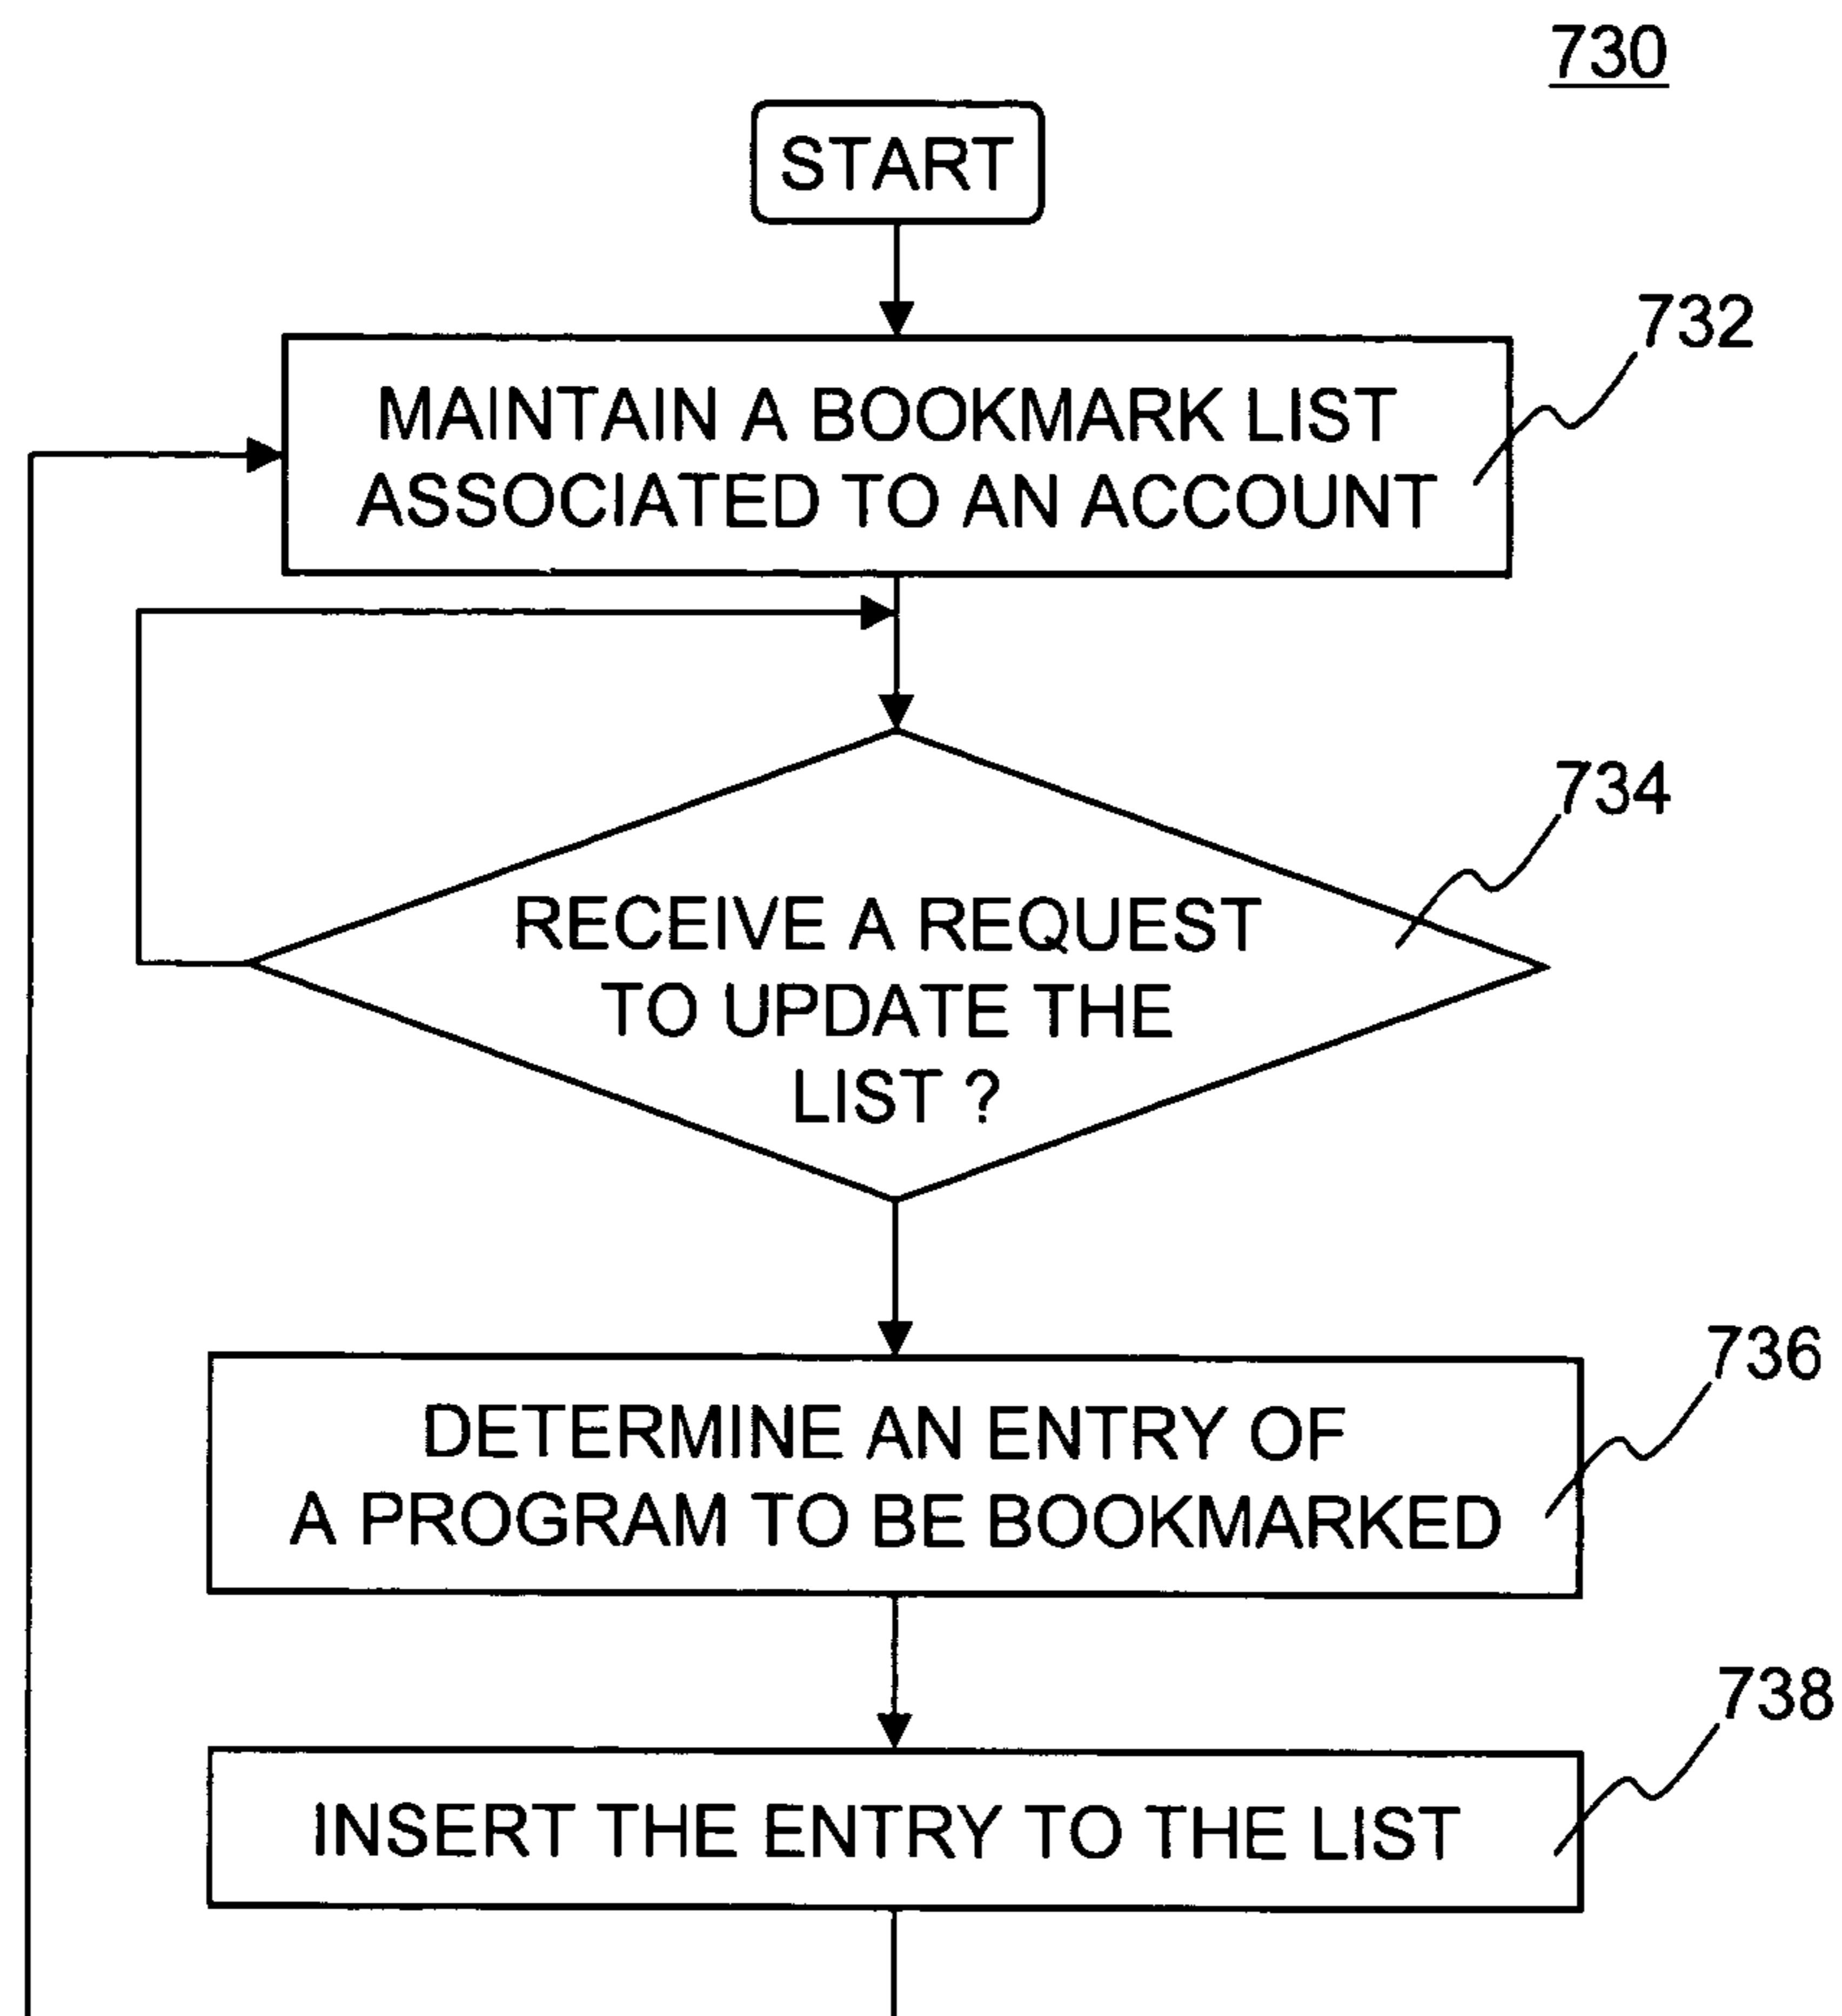 730
START
732
MAINTAIN A BOOKMARK LIST
ASSOCIATED TO AN ACCOUNT
734
RECEIVE A REQUEST
TO UPDATE THE
LIST ?
736
DETERMINE AN ENTRY OF
A PROGRAM TO BE BOOKMARKED
738
INSERT THE ENTRY TO THE LIST